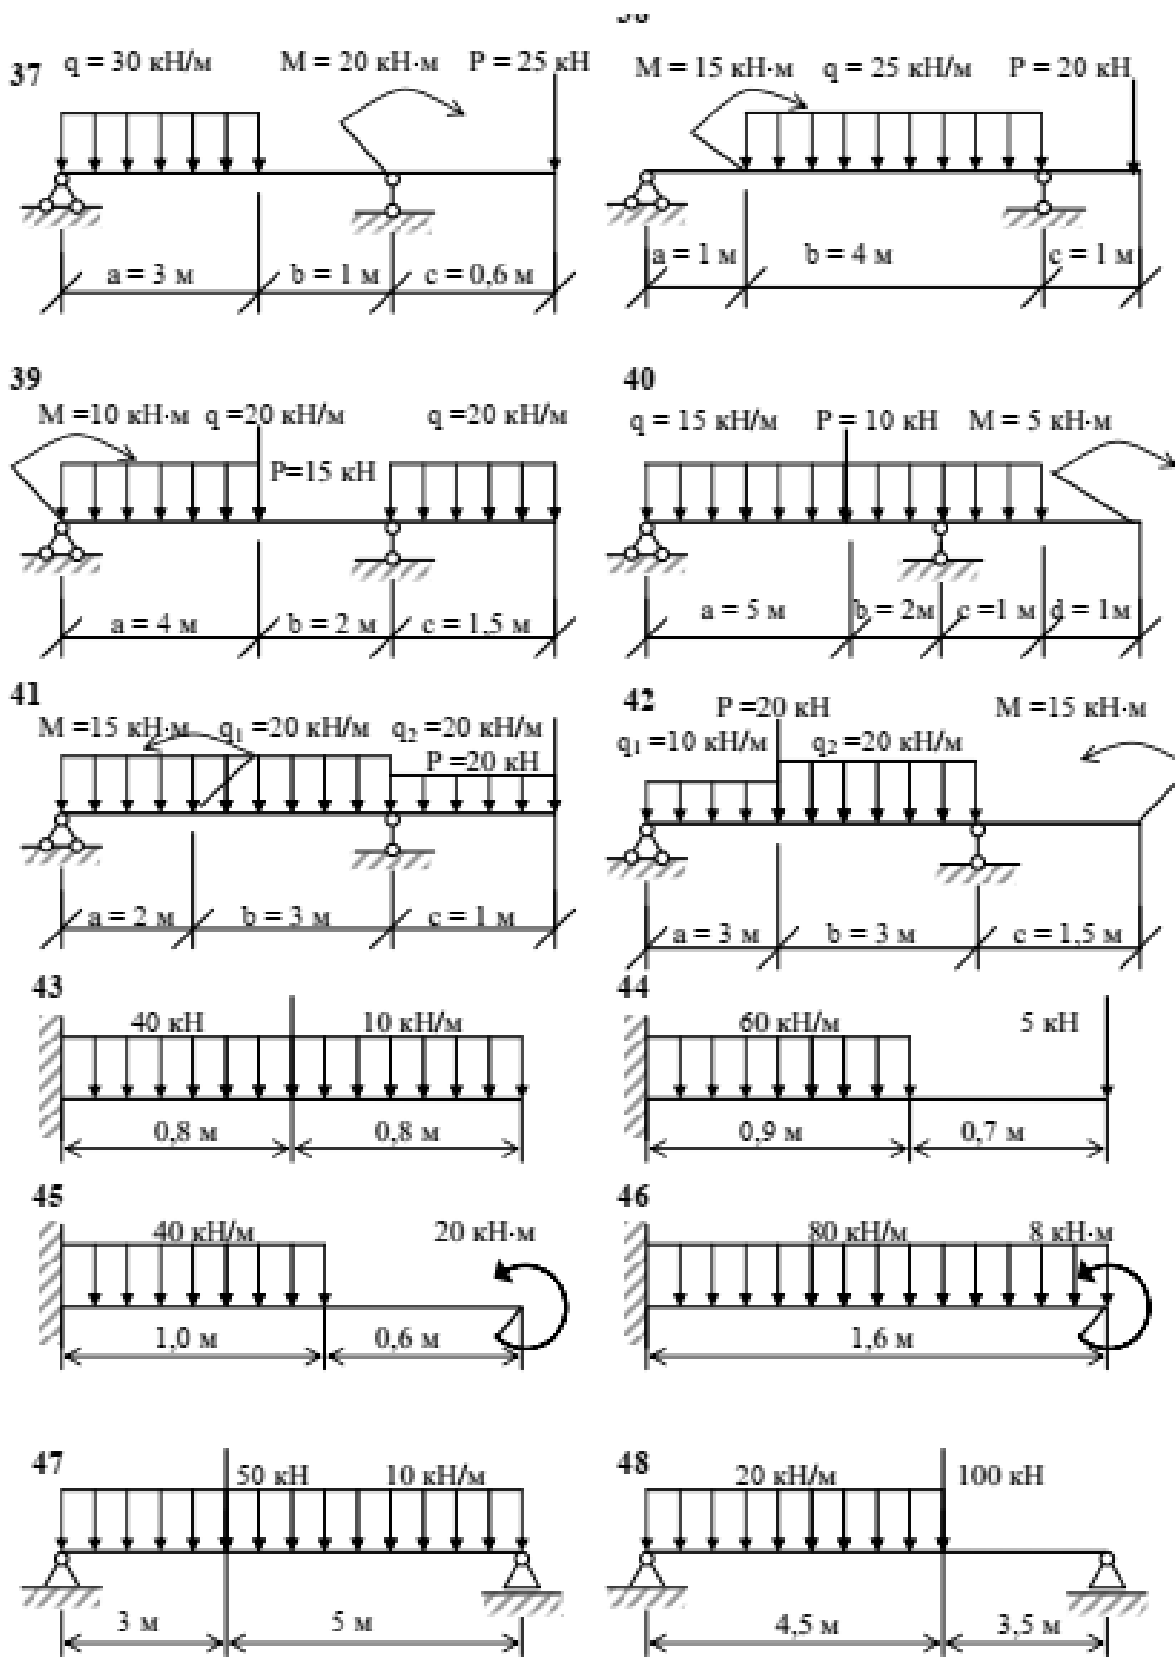 37 q = 30 кН/м M = 20 кН·м P = 25 кН
M = 15 кН·м q = 25 кН/м P = 20 кН
a = 3 м b = 1 м c = 0,6 м
a = 1 м b = 4 м c = 1 м
39
M =10 кН·м q =20 кН/м q =20 кН/м
P=15 кН
a = 4 м b = 2 м c = 1,5 м
40
q = 15 кН/м P = 10 кН M = 5 кН·м
a = 5 м b = 2м c =1 м d = 1м
41
M =15 кН·м q₁ =20 кН/м q₂ =20 кН/м
P =20 кН
a = 2 м b = 3 м c = 1 м
42
P =20 кН M =15 кН·м
q₁ =10 кН/м q₂ =20 кН/м
a = 3 м b = 3 м c = 1,5 м
43
40 кН 10 кН/м
0,8 м 0,8 м
44
60 кН/м 5 кН
0,9 м 0,7 м
45
40 кН/м 20 кН·м
1,0 м 0,6 м
46
80 кН/м 8 кН·м
1,6 м
47
50 кН 10 кН/м
3 м 5 м
48
20 кН/м 100 кН
4,5 м 3,5 м